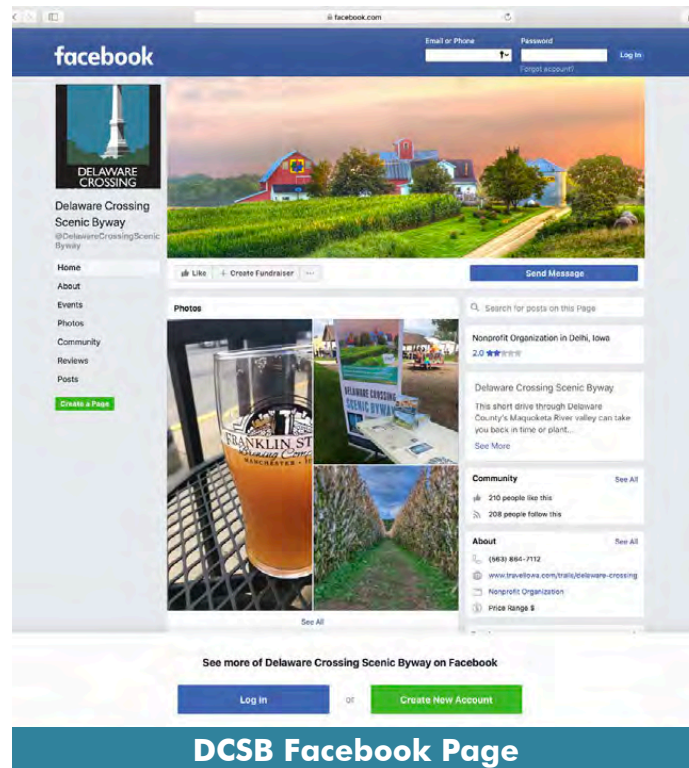 facebook.com
facebook
Email or Phone
Password
Log In
Forgot account?
DELAWARE
CROSSING
Delaware Crossing
Scenic Byway
@DelawareCrossingScenic
Byway
Home
About
Events
Photos
Community
Reviews
Posts
Create a Page
Like
+ Create Fundraiser
...
Send Message
Photos
FRANKLIN ST
Brewing Comp
MANCHESTER
DELAWARE CROSSING
SCENIC BYWAY
See All
Search for posts on this Page
Nonprofit Organization in Delhi, Iowa
2.0
Delaware Crossing Scenic Byway
This short drive through Delaware
County's Maquoketa River valley can take
you back in time or plant...
See More
Community
See All
210 people like this
208 people follow this
About
See All
(563) 864-7112
www.traveliowa.com/trails/delaware-crossing
Nonprofit Organization
Price Range $
See more of Delaware Crossing Scenic Byway on Facebook
Log In
or
Create New Account
DCSB Facebook Page